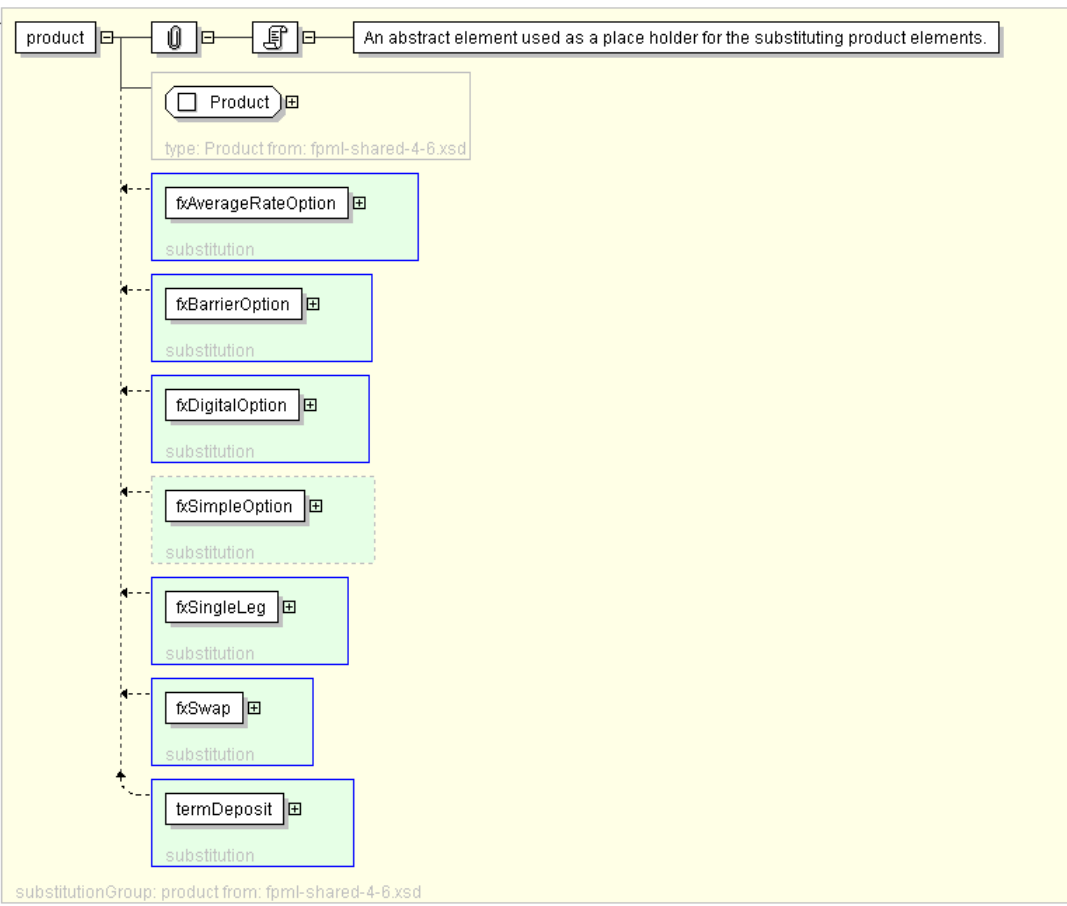 product
An abstract element used as a place holder for the substituting product elements.
Product
type: Product from: fpml-shared-4-6.xsd
fxAverageRateOption
substitution
fxBarrierOption
substitution
fxDigitalOption
substitution
fxSimpleOption
substitution
fxSingleLeg
substitution
fxSwap
substitution
termDeposit
substitution
substitutionGroup: product from: fpml-shared-4-6.xsd